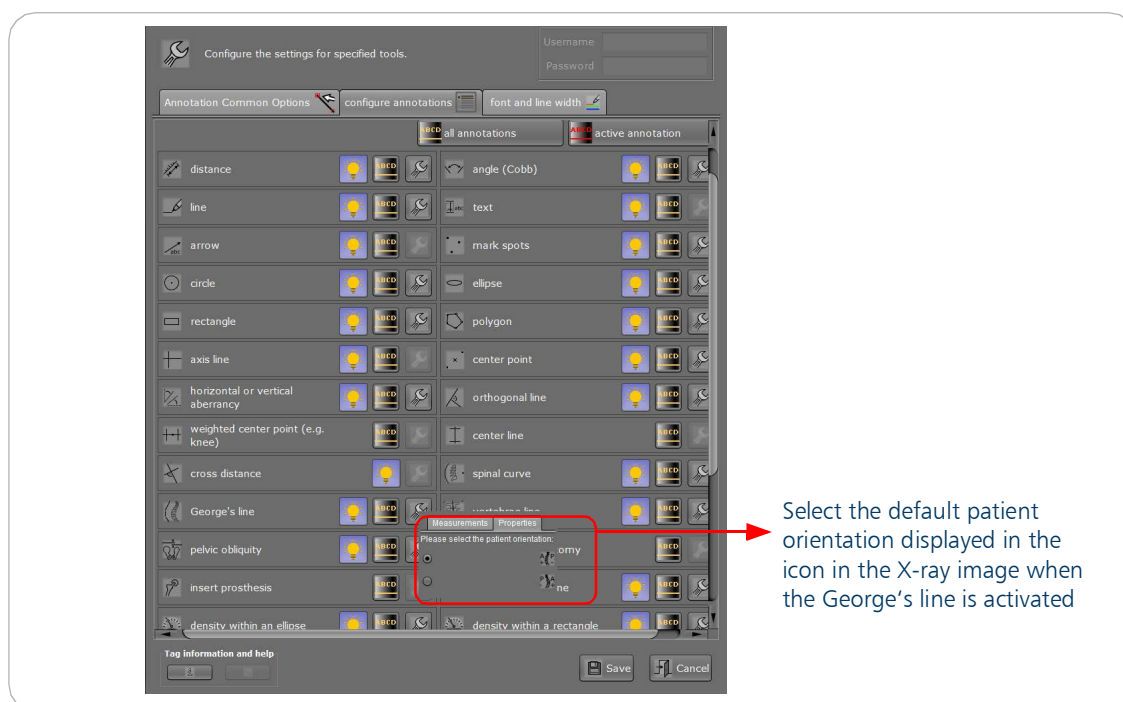 Configure the settings for specified tools.
Username
Password
Annotation Common Options
configure annotations
font and line width
all annotations
active annotation
distance
angle (Cobb)
line
text
arrow
mark spots
circle
ellipse
rectangle
polygon
axis line
center point
horizontal or vertical
aberrancy
orthogonal line
weighted center point (e.g.
knee)
center line
cross distance
spinal curve
George's line
vertebrae line
Measurements Properties
Please select the patient orientation:
pelvic obliquity
omy
insert prosthesis
ne
density within an ellipse
density within a rectangle
Tag information and help
Save
Cancel
Select the default patient
orientation displayed in the
icon in the X-ray image when
the George‘s line is activated